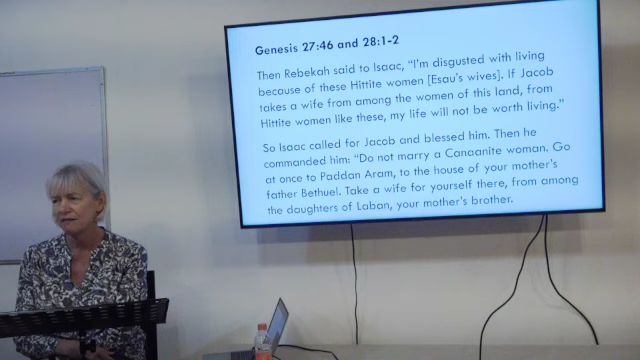 Genesis 27:46 and 28:1-2
Then Rebekah said to Isaac, “I’m disgusted with living
because of these Hittite women [Esau’s wives]. If Jacob
takes a wife from among the women of this land, from
Hittite women like these, my life will not be worth living.”
So Isaac called for Jacob and blessed him. Then he
commanded him: “Do not marry a Canaanite woman. Go
at once to Paddan Aram, to the house of your mother’s
father Bethuel. Take a wife for yourself there, from among
the daughters of Laban, your mother’s brother.